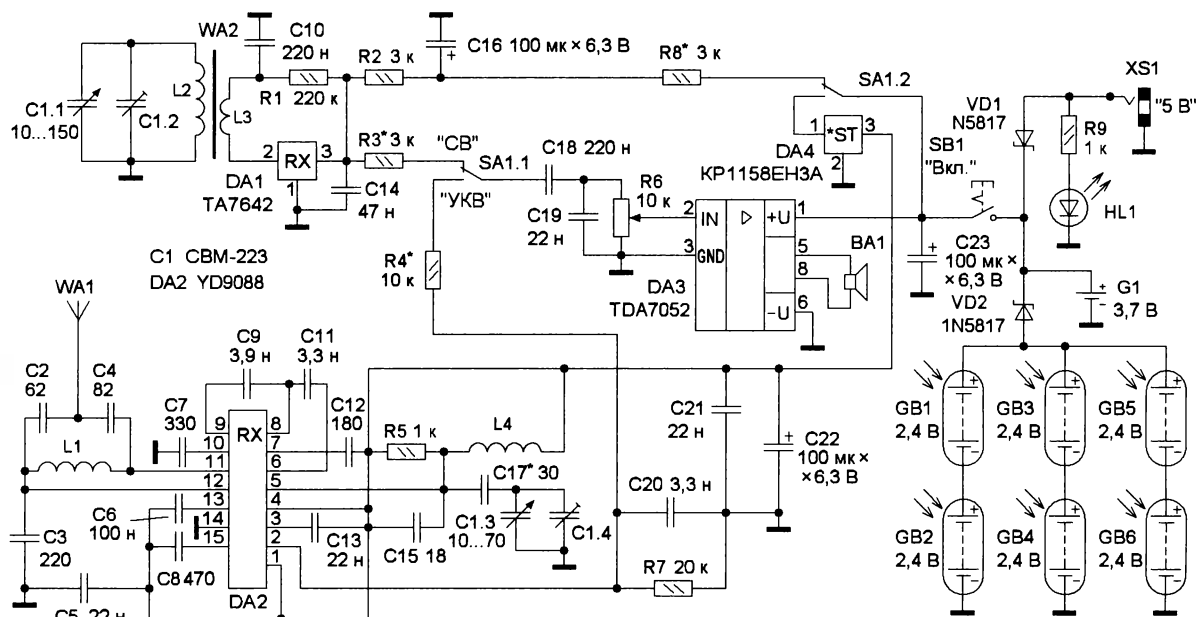 WA2
C10
220 н
C16 100 мк × 6,3 В
R2 3 к
R8* 3 к
SA1.2
XS1
"5 В"
VD1
N5817
C1.1
10...150
C1.2
L2
L3
R1
220 к
R9
1 к
HL1
2
RX
3
1
DA1
TA7642
R3* 3 к
"СВ"
SA1.1
"УКВ"
C14
47 н
C18 220 н
C19
22 н
R6
10 к
1
*ST
3
2
DA4
КР1158ЕН3А
SB1
"Вкл."
2
IN
+U
1
3
GND
5
8
−U
6
BA1
DA3
TDA7052
C23
100 мк ×
× 6,3 В
VD2
1N5817
G1
3,7 В
C1 CBM-223
DA2 YD9088
R4*
10 к
WA1
C2
62
C4
82
C9
3,9 н
C11
3,3 н
C7
330
C12
180
R5 1 к
L4
L1
9
10
11
12
13
14
15
RX
8
7
6
5
4
3
2
1
DA2
C6
100 н
C3
220
C8 470
C5 22 н
C13
22 н
C15 18
C17* 30
C1.3
10...70
C1.4
C20 3,3 н
R7 20 к
C21
22 н
C22
100 мк ×
× 6,3 В
GB1
2,4 В
GB3
2,4 В
GB5
2,4 В
GB2
2,4 В
GB4
2,4 В
GB6
2,4 В